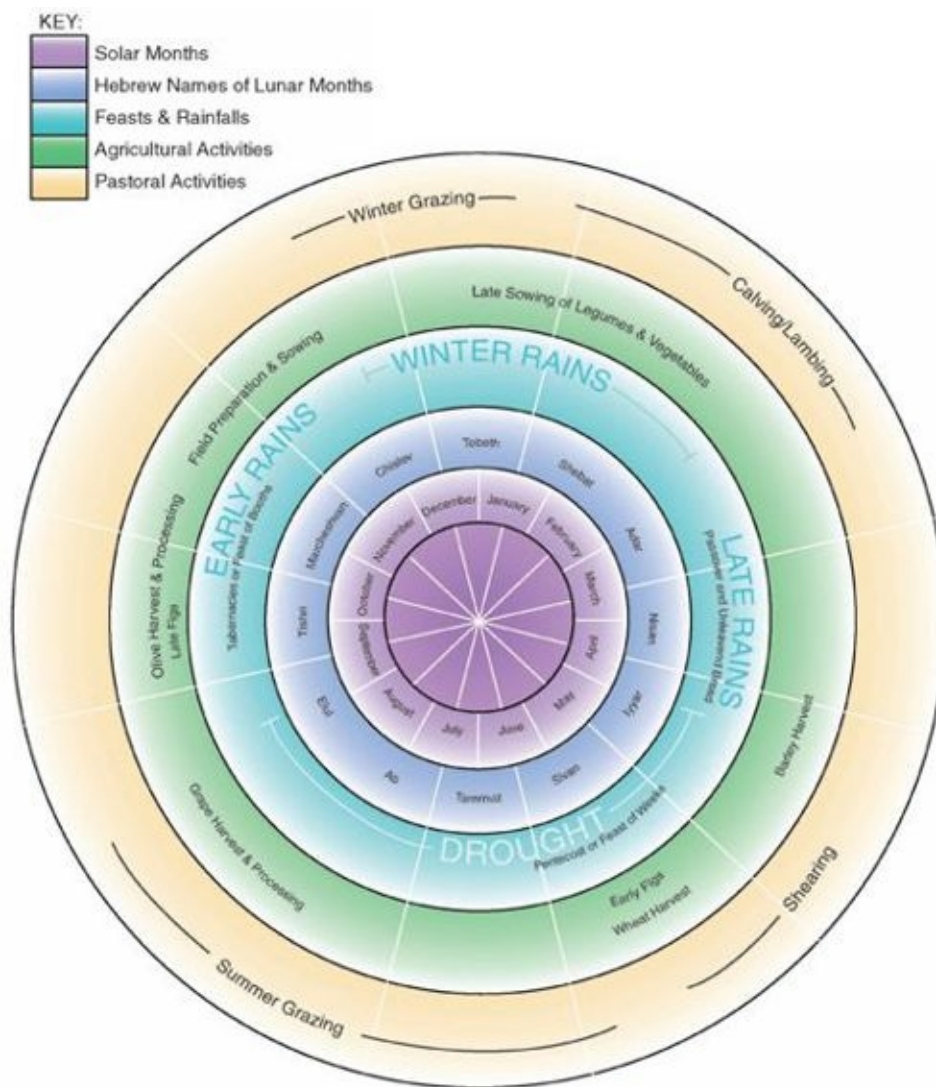 KEY:
Solar Months
Hebrew Names of Lunar Months
Feasts & Rainfalls
Agricultural Activities
Pastoral Activities
Winter Grazing
Calving/Lambing
Shearing
Summer Grazing
Late Sowing of Legumes & Vegetables
Barley Harvest
Early Figs
Wheat Harvest
Grape Harvest & Processing
Olive Harvest & Processing
Late Figs
Field Preparation & Sowing
WINTER RAINS
LATE RAINS
Passover and Unleavend Bread
DROUGHT
Pentecost or Feast of Weeks
EARLY RAINS
Tabernacles or Feast of Booths
Tebeth
Shebat
Adar
Nisan
Iyyar
Sivan
Tammuz
Ab
Elul
Tishri
Chislev
January
February
March
April
May
June
July
August
September
October
November
December